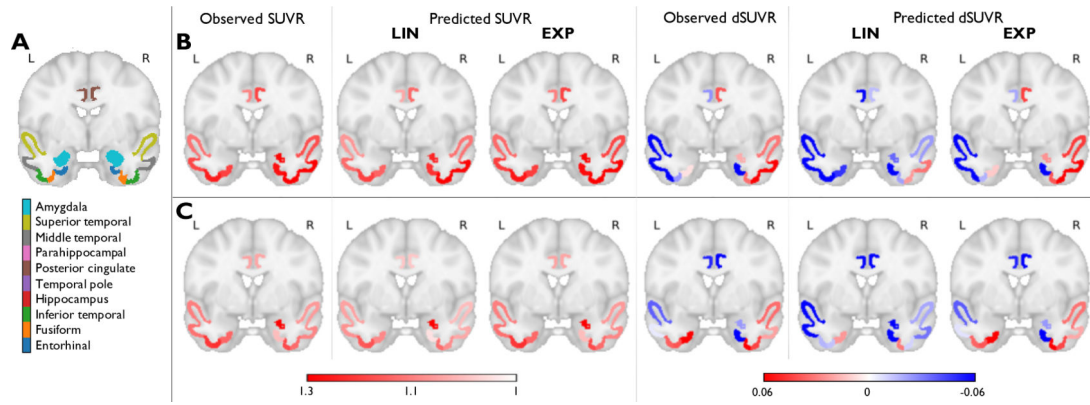 Observed SUVR
Predicted SUVR
Observed dSUVR
Predicted dSUVR
LIN
EXP
LIN
EXP
A
B
L
R
L
R
L
R
L
R
C
L
R
L
R
L
R
L
R
Amygdala
Superior temporal
Middle temporal
Parahippocampal
Posterior cingulate
Temporal pole
Hippocampus
Inferior temporal
Fusiform
Entorhinal
1.3
1.1
1
0.06
0
-0.06